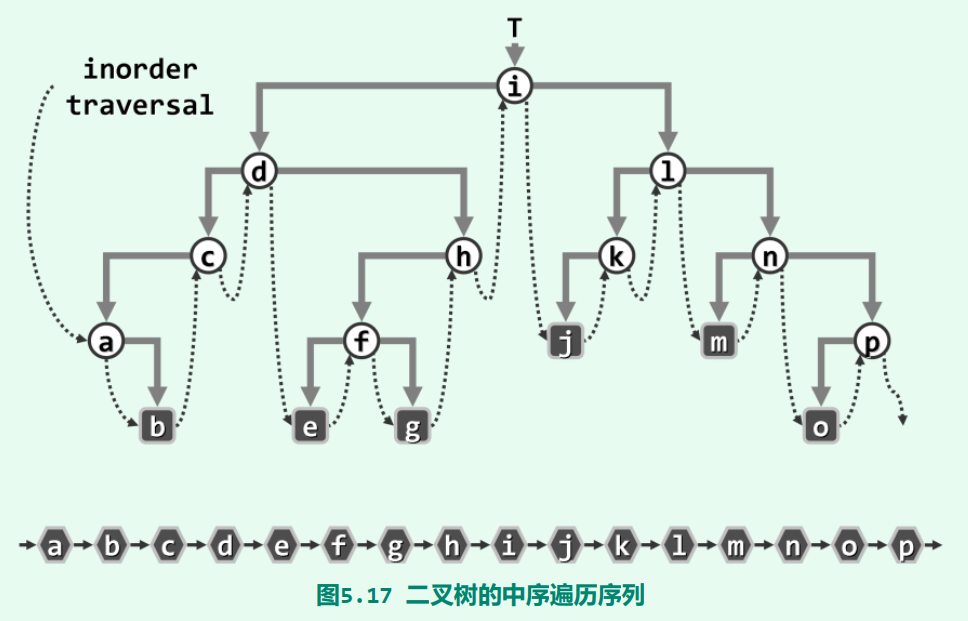 T
inorder
traversal
i
d
l
c
h
k
n
a
f
j
m
p
b
e
g
o
a b c d e f g h i j k l m n o p
图5.17 二叉树的中序遍历序列